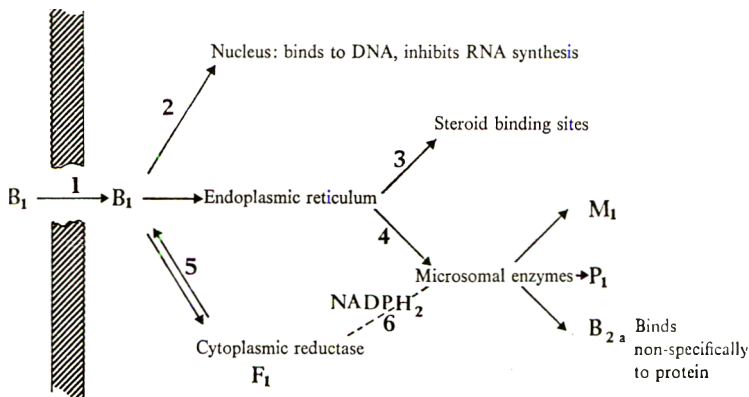 Nucleus: binds to DNA, inhibits RNA synthesis
2
Steroid binding sites
3
B₁ 1 B₁ Endoplasmic reticulum
M₁
4
5
Microsomal enzymes P₁
NADPH₂
6
B₂ₐ Binds
non-specifically
to protein
Cytoplasmic reductase
F₁